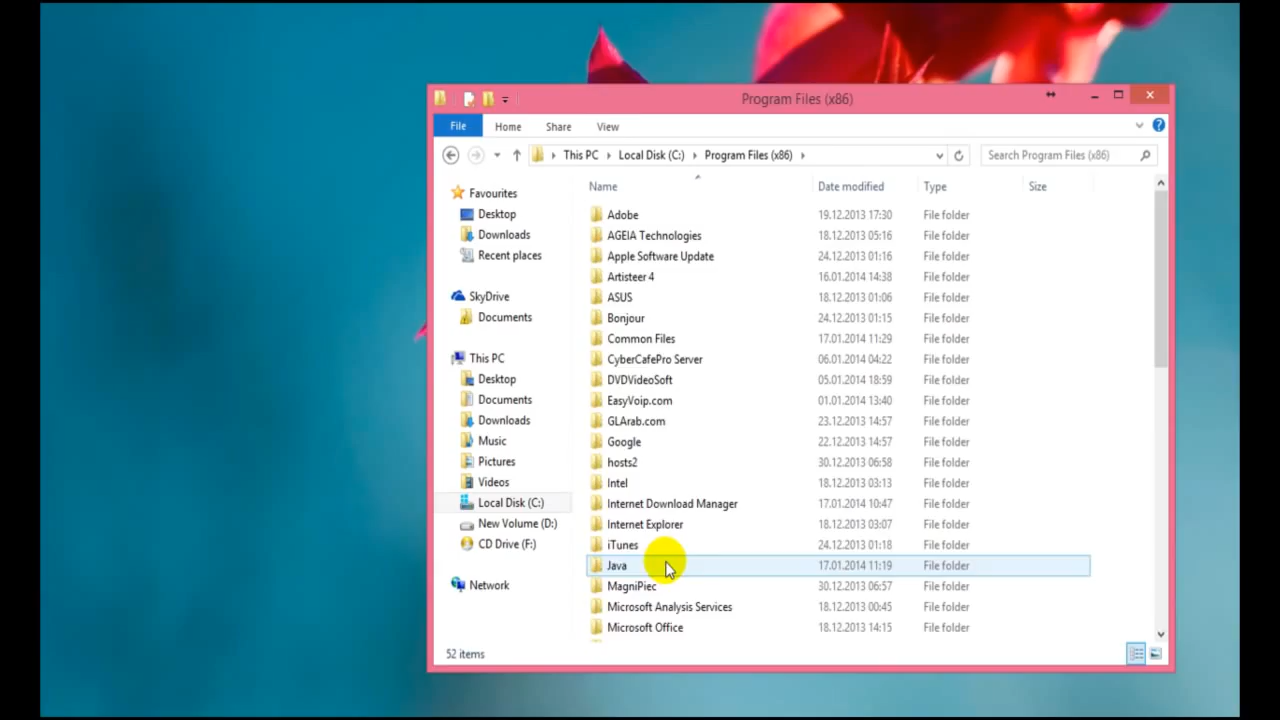 Program Files (x86)
File Home Share View
This PC Local Disk (C:) Program Files (x86)
Search Program Files (x86)
Name Date modified Type Size
Favourites
Desktop
Downloads
Recent places
SkyDrive
Documents
This PC
Desktop
Documents
Downloads
Music
Pictures
Videos
Local Disk (C:)
New Volume (D:)
CD Drive (F:)
Network
Adobe 19.12.2013 17:30 File folder
AGEIA Technologies 18.12.2013 05:16 File folder
Apple Software Update 24.12.2013 01:16 File folder
Artisteer 4 16.01.2014 14:38 File folder
ASUS 18.12.2013 01:06 File folder
Bonjour 24.12.2013 01:15 File folder
Common Files 17.01.2014 11:29 File folder
CyberCafePro Server 06.01.2014 04:22 File folder
DVDVideoSoft 05.01.2014 18:59 File folder
EasyVoip.com 01.01.2014 13:40 File folder
GLArab.com 23.12.2013 14:57 File folder
Google 22.12.2013 14:57 File folder
hosts2 30.12.2013 06:58 File folder
Intel 18.12.2013 03:13 File folder
Internet Download Manager 17.01.2014 10:47 File folder
Internet Explorer 18.12.2013 03:07 File folder
iTunes 24.12.2013 01:18 File folder
Java 17.01.2014 11:19 File folder
MagniPiec 30.12.2013 06:57 File folder
Microsoft Analysis Services 18.12.2013 00:45 File folder
Microsoft Office 18.12.2013 14:15 File folder
52 items